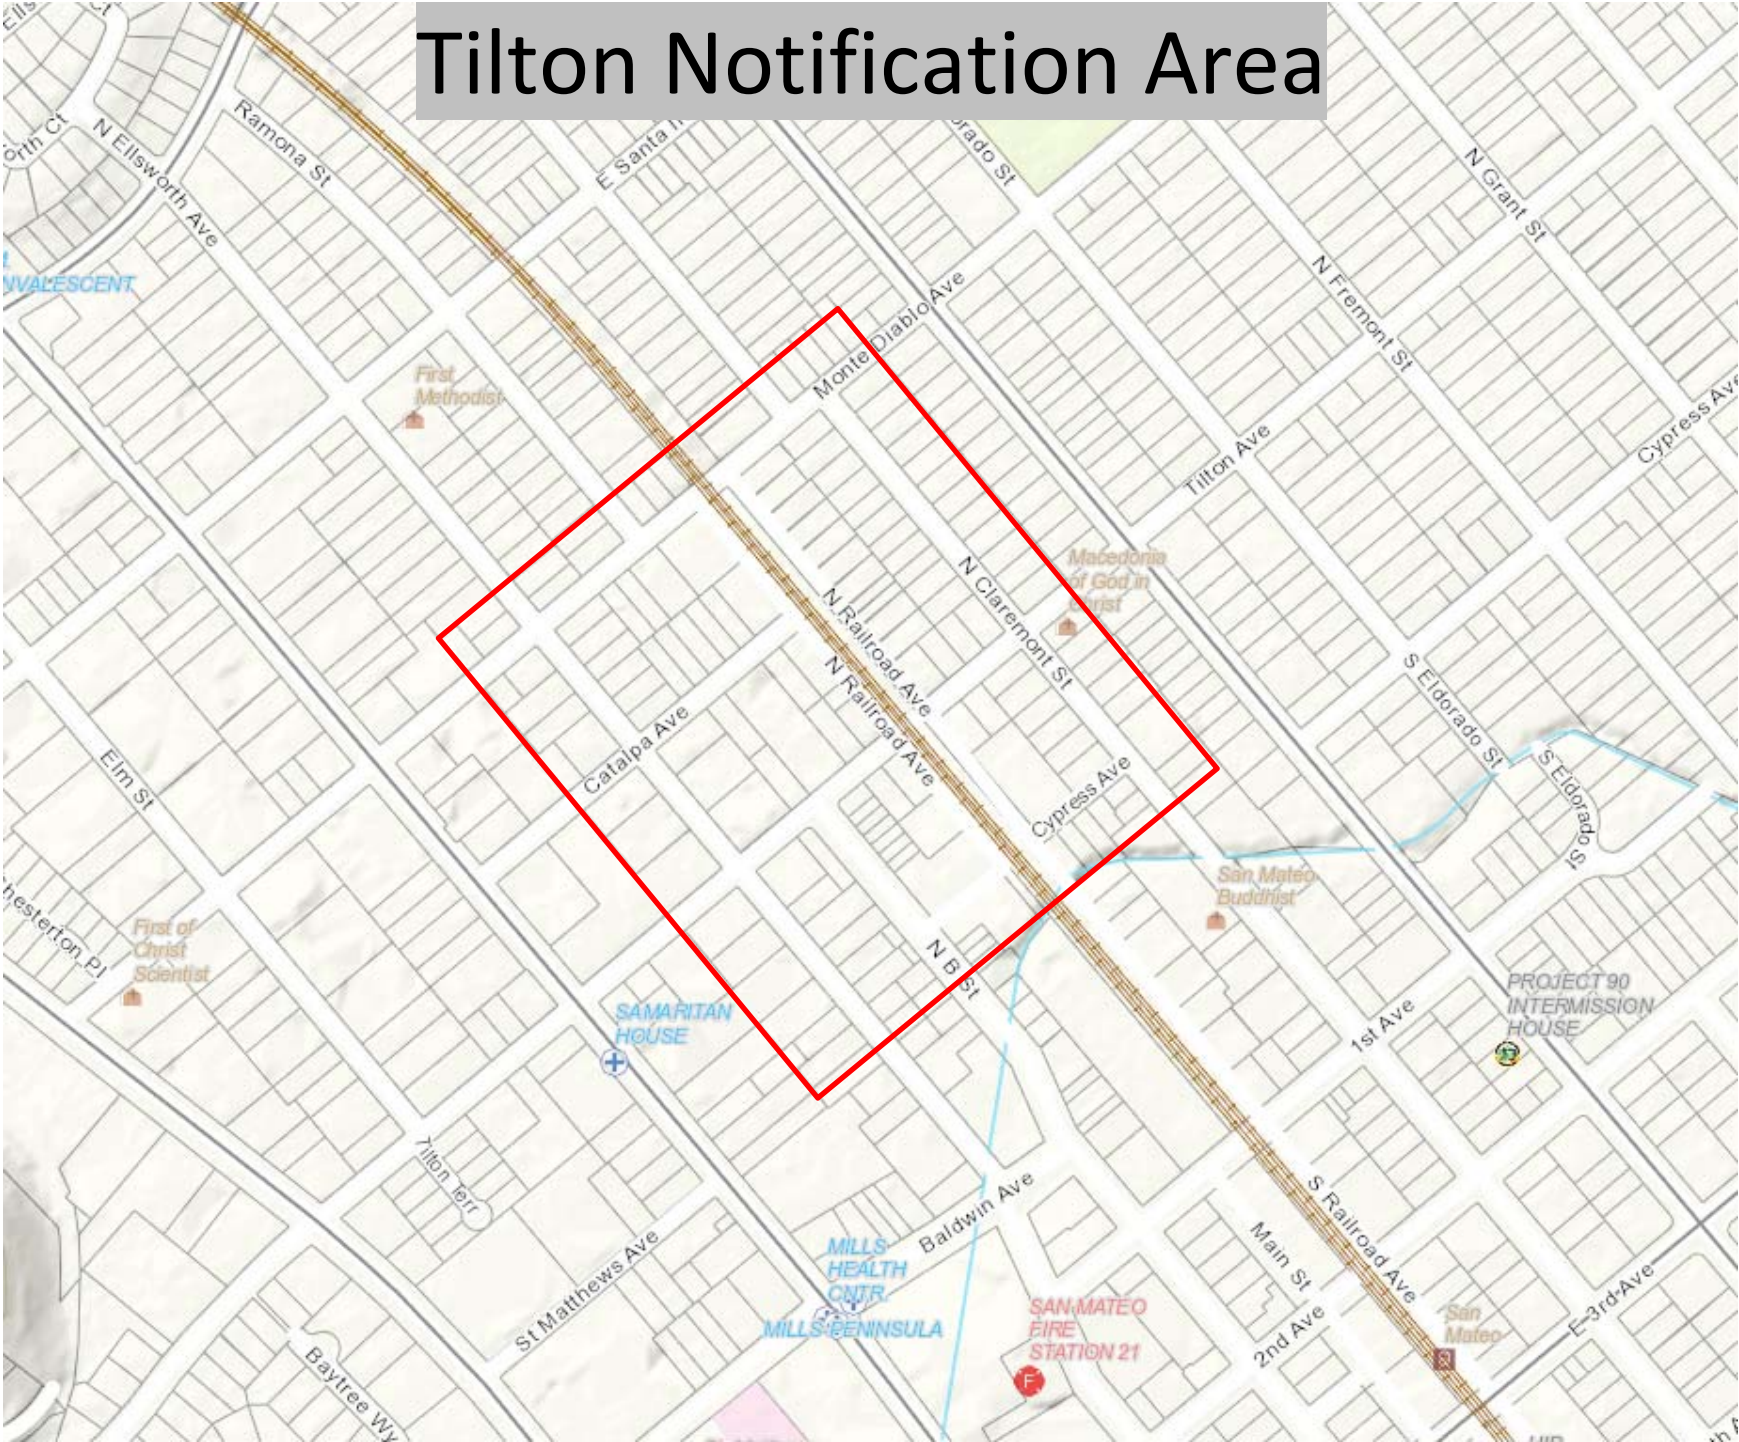 Tilton Notification Area
N Ellsworth Ave
Ramona St
E Santa
N Grant St
N Fremont St
NVALESCENT
Monte Diablo Ave
First
Methodist
Cypress Ave
Tilton Ave
Macedonia
of God in
Christ
N Claremont St
N Railroad Ave
N Railroad Ave
S Eldorado St
S Eldorado St
Catalpa Ave
Elm St
Cypress Ave
San Mateo
Buddhist
hesterton Pl
First of
Christ
Scientist
N B St
SAMARITAN
HOUSE
PROJECT 90
INTERMISSION
HOUSE
1st Ave
Tilton Terr
Baldwin Ave
St Matthews Ave
MILLS
HEALTH
CNTR.
MILLS-PENINSULA
S Railroad Ave
Main St
SAN MATEO
FIRE
STATION 21
F
San
Mateo
E 3rd Ave
2nd Ave
Baytree Wy